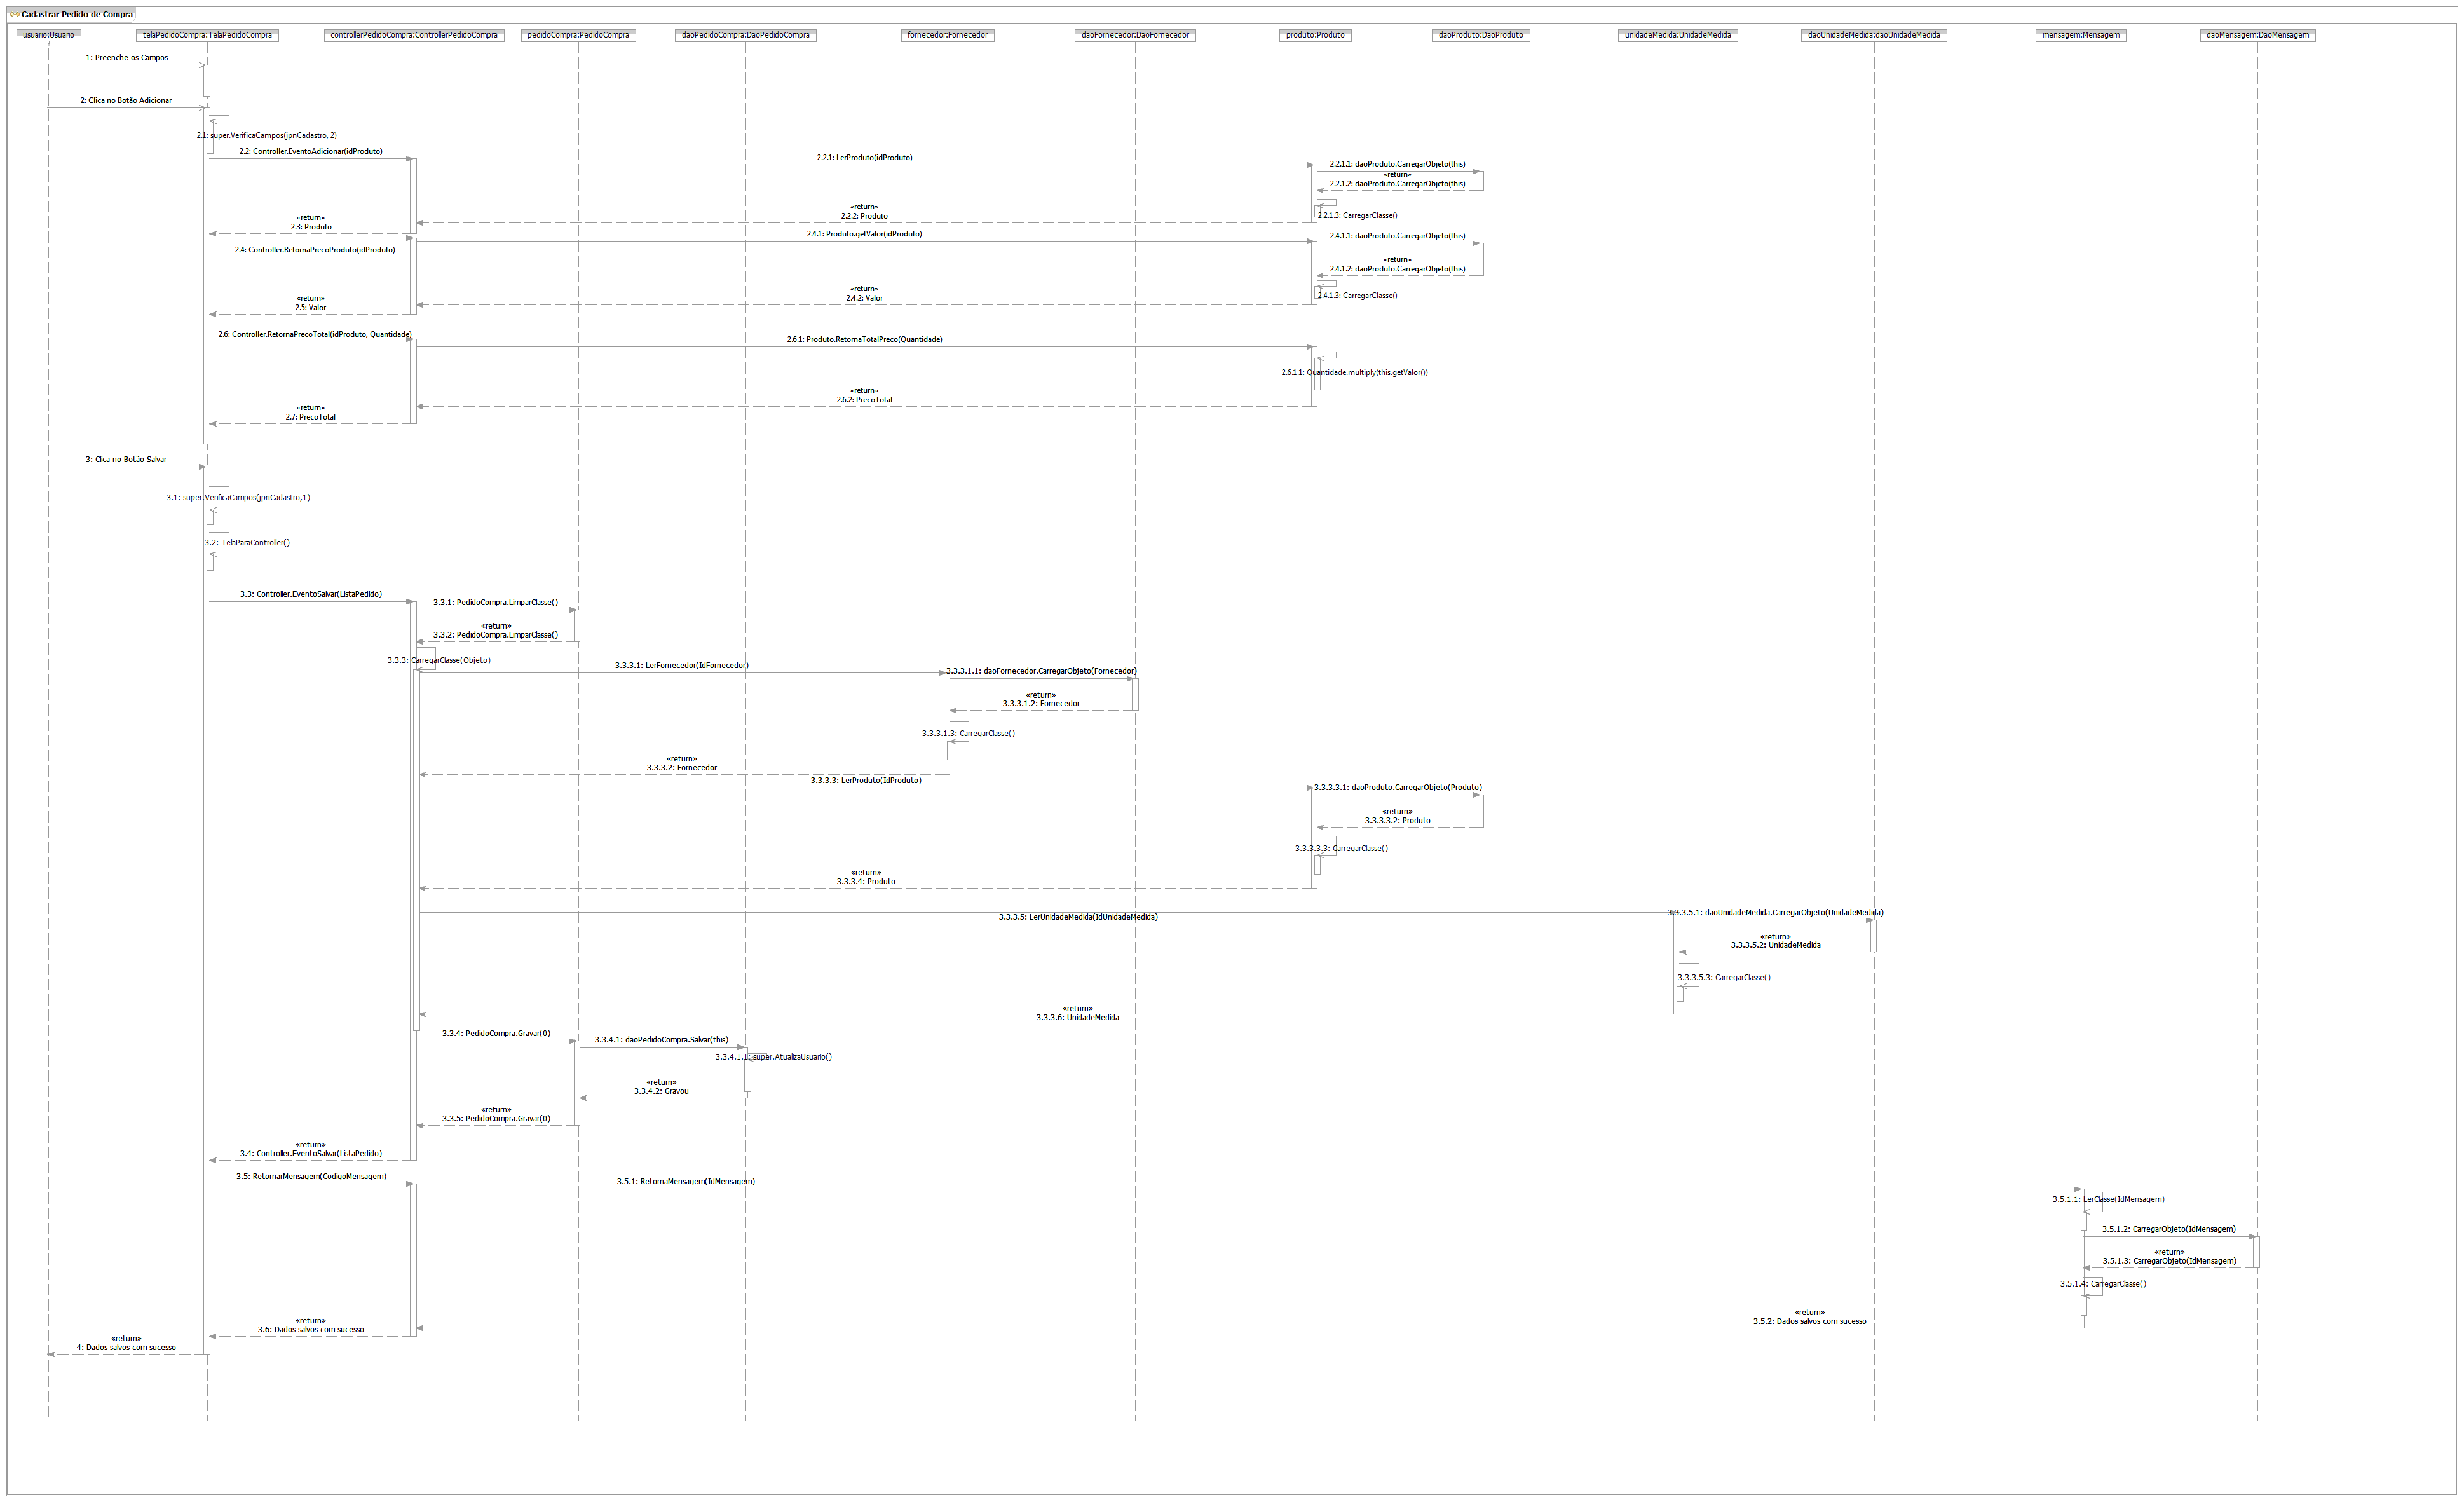 Cadastrar Pedido de Compra
usuario:Usuario
telaPedidoCompra:TelaPedidoCompra
controllerPedidoCompra:ControllerPedidoCompra
pedidoCompra:PedidoCompra
daoPedidoCompra:DaoPedidoCompra
fornecedor:Fornecedor
daoFornecedor:DaoFornecedor
produto:Produto
daoProduto:DaoProduto
unidadeMedida:UnidadeMedida
daoUnidadeMedida:daoUnidadeMedida
mensagem:Mensagem
daoMensagem:DaoMensagem
1: Preenche os Campos
2: Clica no Botão Adicionar
2.1: super.VerificaCampos(jpnCadastro, 2)
2.2: Controller.EventoAdicionar(idProduto)
2.2.1: LerProduto(idProduto)
2.2.1.1: daoProduto.CarregarObjeto(this)
«return»
2.2.1.2: daoProduto.CarregarObjeto(this)
2.2.1.3: CarregarClasse()
«return»
2.2.2: Produto
«return»
2.3: Produto
2.4: Controller.RetornaPrecoProduto(idProduto)
2.4.1: Produto.getValor(idProduto)
2.4.1.1: daoProduto.CarregarObjeto(this)
«return»
2.4.1.2: daoProduto.CarregarObjeto(this)
2.4.1.3: CarregarClasse()
«return»
2.4.2: Valor
«return»
2.5: Valor
2.6: Controller.RetornaPrecoTotal(idProduto, Quantidade)
2.6.1: Produto.RetornaTotalPreco(Quantidade)
2.6.1.1: Quantidade.multiply(this.getValor())
«return»
2.6.2: PrecoTotal
«return»
2.7: PrecoTotal
3: Clica no Botão Salvar
3.1: super.VerificaCampos(jpnCadastro,1)
3.2: TelaParaController()
3.3: Controller.EventoSalvar(ListaPedido)
3.3.1: PedidoCompra.LimparClasse()
«return»
3.3.2: PedidoCompra.LimparClasse()
3.3.3: CarregarClasse(Objeto)
3.3.3.1: LerFornecedor(IdFornecedor)
3.3.3.1.1: daoFornecedor.CarregarObjeto(Fornecedor)
«return»
3.3.3.1.2: Fornecedor
3.3.3.1.3: CarregarClasse()
«return»
3.3.3.2: Fornecedor
3.3.3.3: LerProduto(IdProduto)
3.3.3.3.1: daoProduto.CarregarObjeto(Produto)
«return»
3.3.3.3.2: Produto
3.3.3.3.3: CarregarClasse()
«return»
3.3.3.4: Produto
3.3.3.5: LerUnidadeMedida(IdUnidadeMedida)
3.3.3.5.1: daoUnidadeMedida.CarregarObjeto(UnidadeMedida)
«return»
3.3.3.5.2: UnidadeMedida
3.3.3.5.3: CarregarClasse()
«return»
3.3.3.6: UnidadeMedida
3.3.4: PedidoCompra.Gravar(0)
3.3.4.1: daoPedidoCompra.Salvar(this)
3.3.4.1.1: super.AtualizaUsuario()
«return»
3.3.4.2: Gravou
«return»
3.3.5: PedidoCompra.Gravar(0)
«return»
3.4: Controller.EventoSalvar(ListaPedido)
3.5: RetornarMensagem(CodigoMensagem)
3.5.1: RetornaMensagem(IdMensagem)
3.5.1.1: LerClasse(IdMensagem)
3.5.1.2: CarregarObjeto(IdMensagem)
«return»
3.5.1.3: CarregarObjeto(IdMensagem)
3.5.1.4: CarregarClasse()
«return»
3.5.2: Dados salvos com sucesso
«return»
3.6: Dados salvos com sucesso
«return»
4: Dados salvos com sucesso